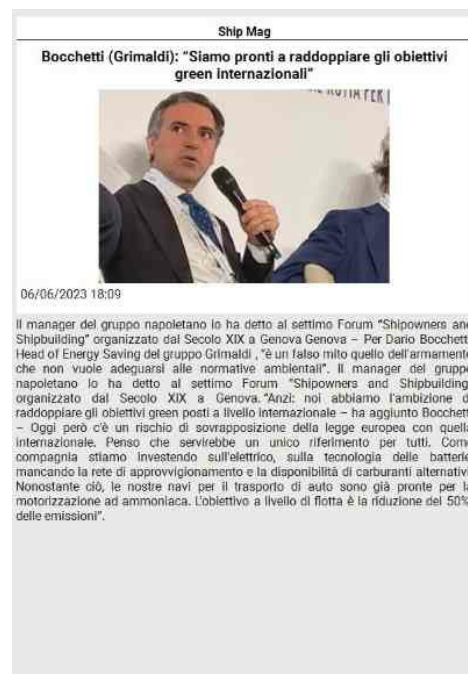 Ship Mag
Bocchetti (Grimaldi): “Siamo pronti a raddoppiare gli obiettivi
green internazionali”
06/06/2023 18:09
Il manager del gruppo napoletano lo ha detto al settimo Forum “Shipowners and
Shipbuilding” organizzato dal Secolo XIX a Genova Genova – Per Dario Bocchetti
Head of Energy Saving del gruppo Grimaldi , “è un falso mito quello dell'armamento
che non vuole adeguarsi alle normative ambientali”. Il manager del gruppo
napoletano lo ha detto al settimo Forum “Shipowners and Shipbuilding
organizzato dal Secolo XIX a Genova. “Anzi: noi abbiamo l'ambizione d
raddoppiare gli obiettivi green posti a livello internazionale – ha aggiunto Bocchett
– Oggi però c'è un rischio di sovrapposizione della legge europea con quella
internazionale. Penso che servirebbe un unico riferimento per tutti. Com
compagnia stiamo investendo sull'elettrico, sulla tecnologia delle batterie
mancando la rete di approvvigionamento e la disponibilità di carburanti alternativi
Nonostante ciò, le nostre navi per il trasporto di auto sono già pronte per la
motorizzazione ad ammoniaca. L'obiettivo a livello di flotta è la riduzione del 50%
delle emissioni”.